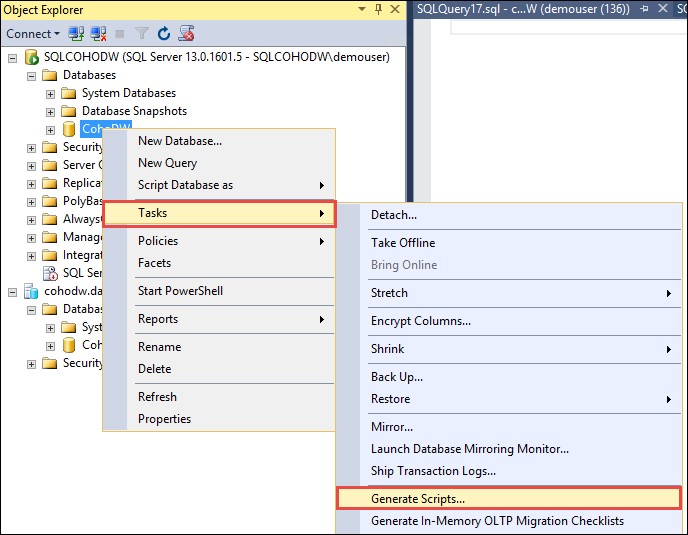 Object Explorer
SQLQuery17.sql - c...W (demouser (136))
Connect
SQLCOHODW (SQL Server 13.0.1601.5 - SQLCOHODW\demouser)
Databases
System Databases
Database Snapshots
CohoDW
Security
Server O
Replicat
PolyBas
AlwaysO
Manage
Integrat
SQL Ser
cohodw.da
Databas
Syst
Coh
Security
New Database...
New Query
Script Database as
Tasks
Policies
Facets
Start PowerShell
Reports
Rename
Delete
Refresh
Properties
Detach...
Take Offline
Bring Online
Stretch
Encrypt Columns...
Shrink
Back Up...
Restore
Mirror...
Launch Database Mirroring Monitor...
Ship Transaction Logs...
Generate Scripts...
Generate In-Memory OLTP Migration Checklists